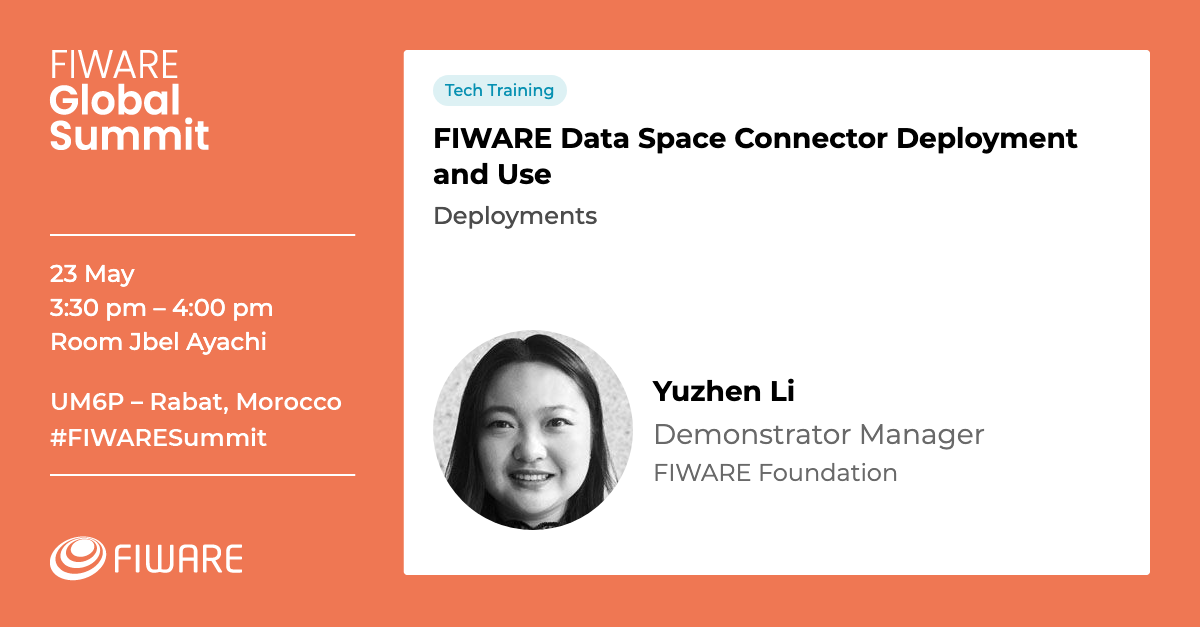 FIWARE
Global
Summit
23 May
3:30 pm – 4:00 pm
Room Jbel Ayachi
UM6P – Rabat, Morocco
#FIWARESummit
FIWARE
Tech Training
FIWARE Data Space Connector Deployment
and Use
Deployments
Yuzhen Li
Demonstrator Manager
FIWARE Foundation